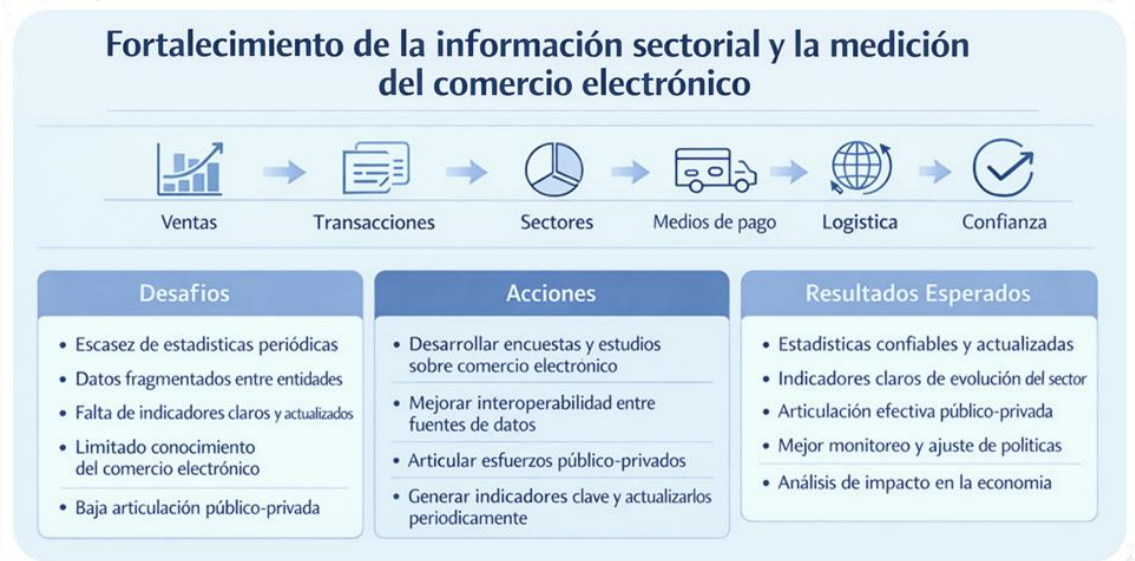 Fortalecimiento de la información sectorial y la medición
del comercio electrónico
Ventas
Transacciones
Sectores
Medios de pago
Logistica
Confianza
Desafios
• Escasez de estadisticas periódicas
• Datos fragmentados entre entidades
• Falta de indicadores claros y actualizados
• Limitado conocimiento
del comercio electrónico
• Baja articulación público-privada
Acciones
• Desarrollar encuestas y estudios
sobre comercio electrónico
• Mejorar interoperabilidad entre
fuentes de datos
• Articular esfuerzos público-privados
• Generar indicadores clave y actualizarlos
periodicamente
Resultados Esperados
• Estadisticas confiables y actualizadas
• Indicadores claros de evolución del sector
• Articulación efectiva público-privada
• Mejor monitoreo y ajuste de politicas
• Análisis de impacto en la economia